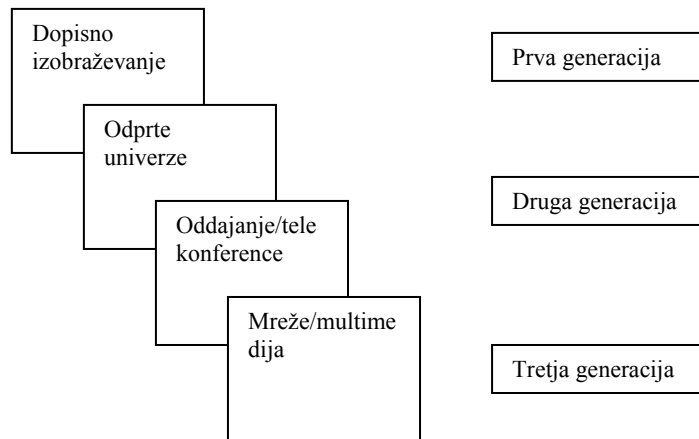 Dopisno
izobraževanje
Prva generacija
Odprte
univerze
Druga generacija
Oddajanje/tele
konference
Mreže/multime
dija
Tretja generacija